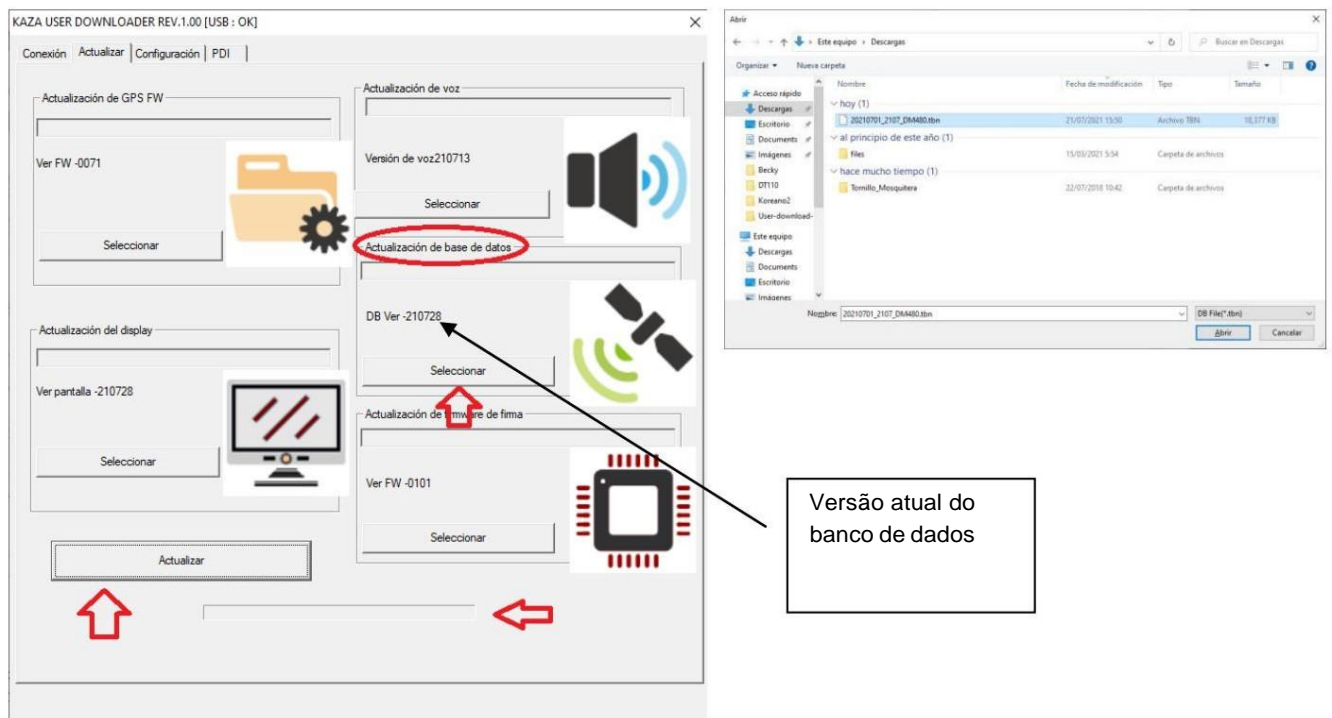 KAZA USER DOWNLOADER REV.1.00 [USB : OK]
Conexión Actualizar Configuración PDI
Actualización de GPS FW
Ver FW -0071
Seleccionar
Actualización del display
Ver pantalla -210728
Seleccionar
Actualizar
Actualización de voz
Versión de voz210713
Seleccionar
Actualización de base de datos
DB Ver -210728
Seleccionar
Actualización de firmware de firma
Ver FW -0101
Seleccionar
Abrir
Este equipo › Descargas
Buscar en Descargas
Organizar Nueva carpeta
Acceso rápido
Descargas
Escritorio
Documents
Imágenes
Becky
DT110
Koreano2
User-download-
Este equipo
Descargas
Documents
Escritorio
Imágenes
Nombre Fecha de modificación Tipo Tamaño
hoy (1)
20210701_2107_DM480.tbn 21/07/2021 15:50 Archivo TBN 18,377 KB
al principio de este año (1)
files 15/03/2021 5:54 Carpeta de archivos
hace mucho tiempo (1)
Tornillo_Mosquitera 22/07/2018 10:42 Carpeta de archivos
Nombre: 20210701_2107_DM480.tbn DB File(*.tbn)
Abrir Cancelar
Versão atual do
banco de dados